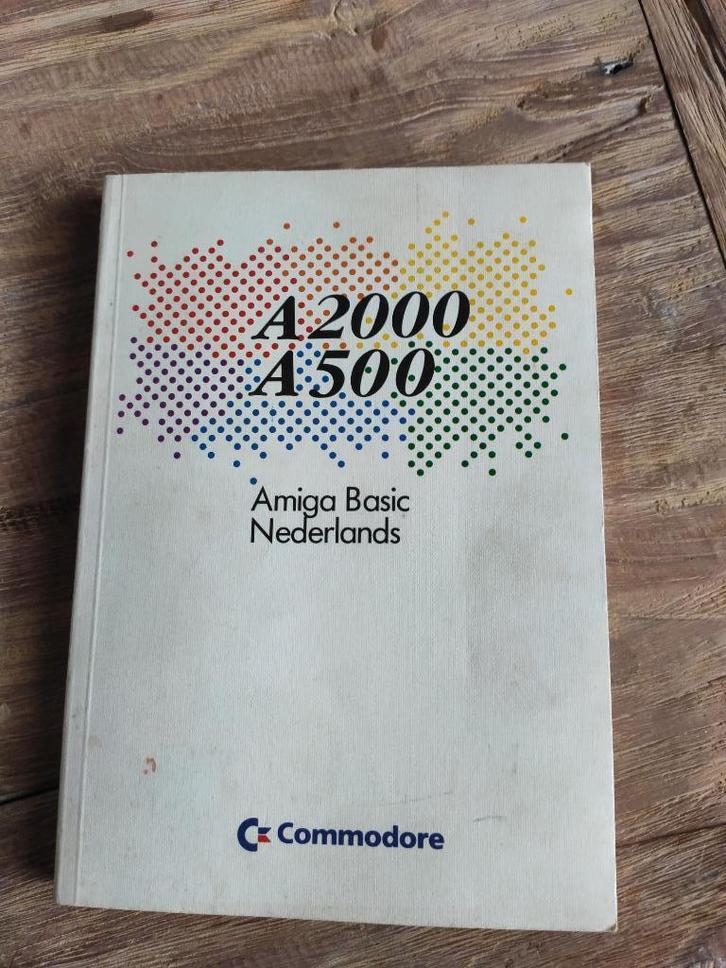 A2000
A500
Amiga Basic
Nederlands
Commodore